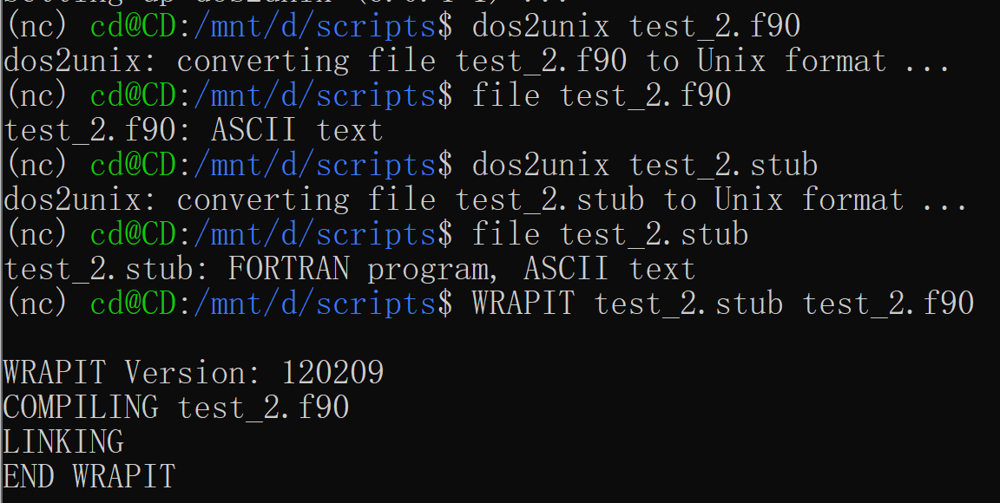 (nc) cd@CD:/mnt/d/scripts$ dos2unix test_2.f90
dos2unix: converting file test_2.f90 to Unix format ...
(nc) cd@CD:/mnt/d/scripts$ file test_2.f90
test_2.f90: ASCII text
(nc) cd@CD:/mnt/d/scripts$ dos2unix test_2.stub
dos2unix: converting file test_2.stub to Unix format ...
(nc) cd@CD:/mnt/d/scripts$ file test_2.stub
test_2.stub: FORTRAN program, ASCII text
(nc) cd@CD:/mnt/d/scripts$ WRAPIT test_2.stub test_2.f90
WRAPIT Version: 120209
COMPILING test_2.f90
LINKING
END WRAPIT